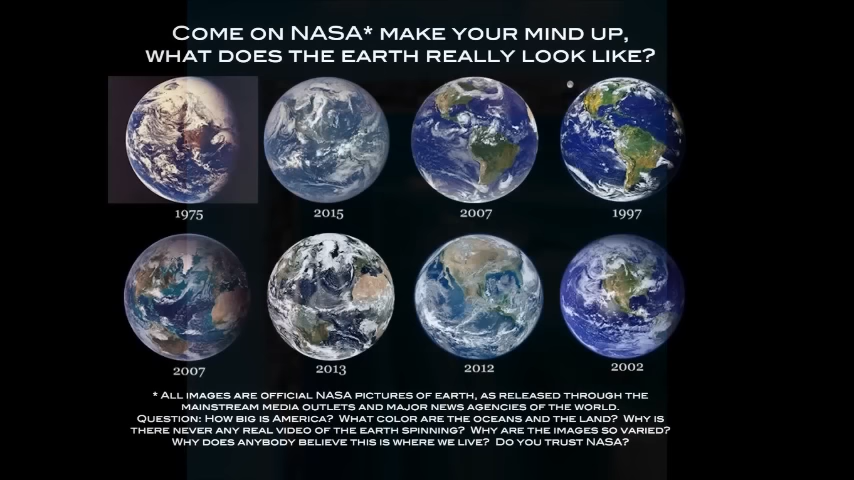 Come on NASA* make your mind up,
what does the earth really look like?
1975
2015
2007
1997
2007
2013
2012
2002
* All images are official NASA pictures of earth, as released through the
mainstream media outlets and major news agencies of the world.
Question: How big is America? What color are the oceans and the land? Why is
there never any real video of the earth spinning? Why are the images so varied?
Why does anybody believe this is where we live? Do you trust NASA?